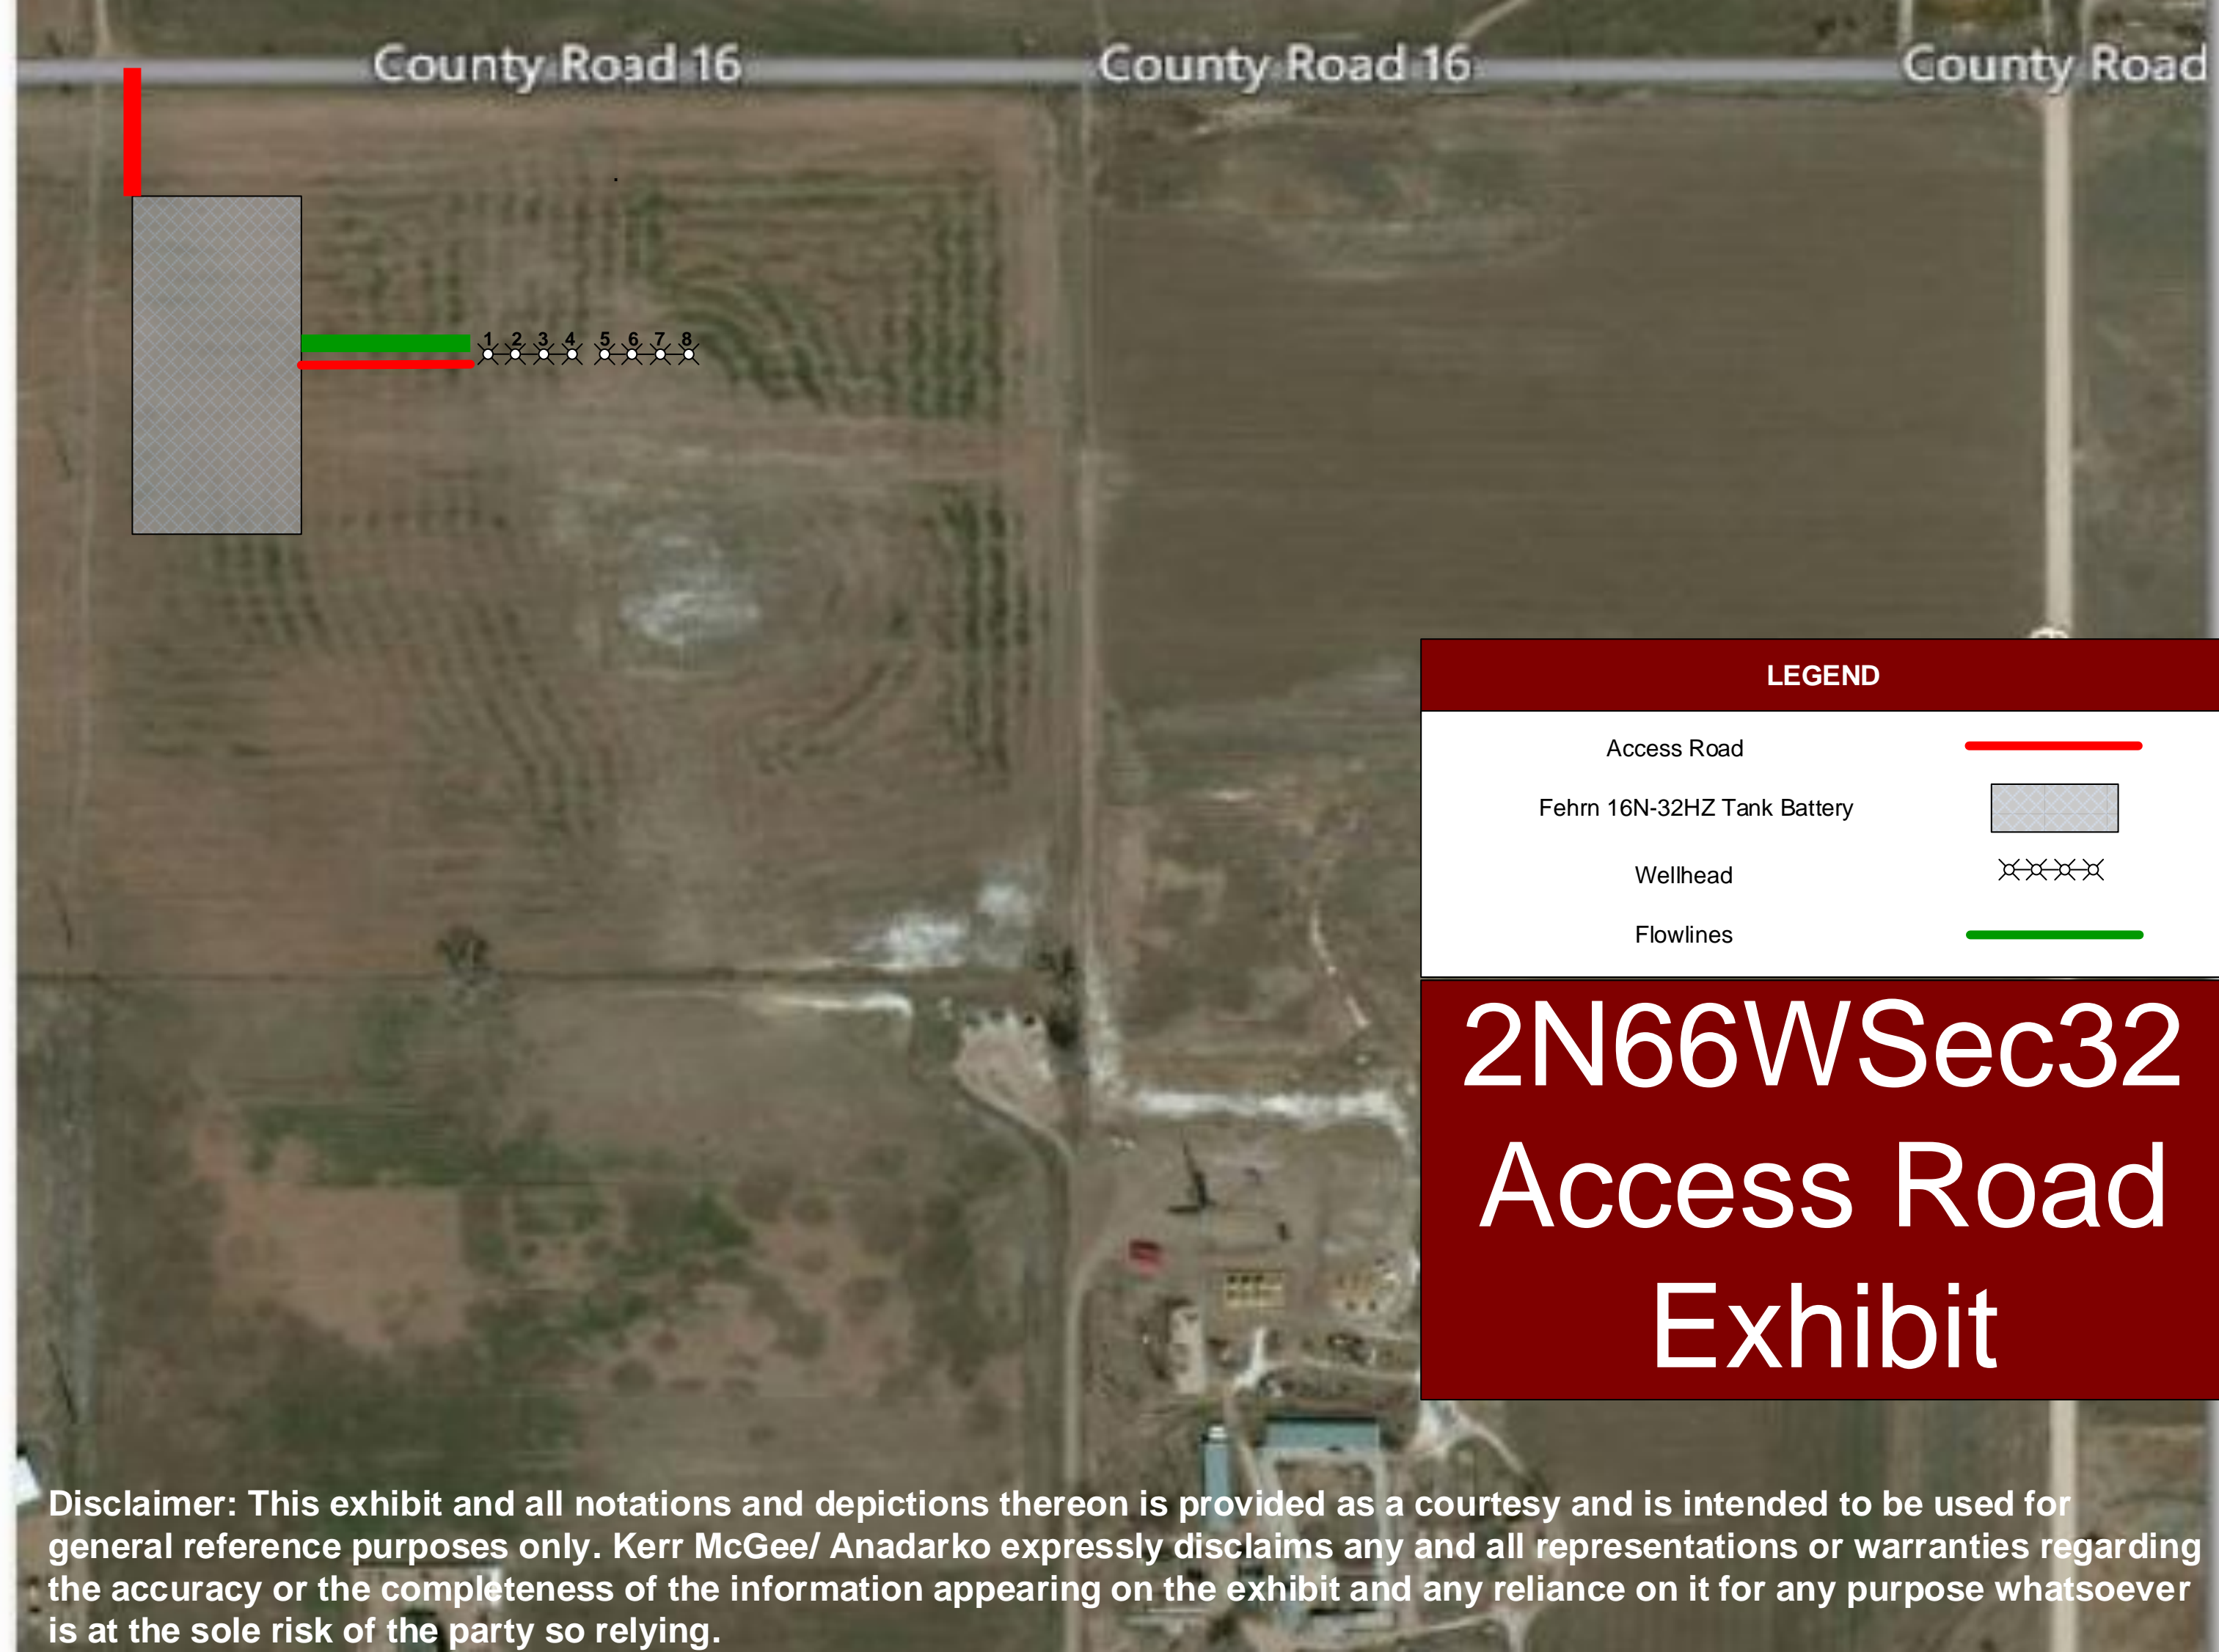 County Road 16 County Road 16 County Road
1 2 3 4 5 6 7 8
LEGEND
Access Road
Fehrn 16N-32HZ Tank Battery
Wellhead
Flowlines
2N66WSec32
Access Road
Exhibit
Disclaimer: This exhibit and all notations and depictions thereon is provided as a courtesy and is intended to be used for
general reference purposes only. Kerr McGee/ Anadarko expressly disclaims any and all representations or warranties regarding
the accuracy or the completeness of the information appearing on the exhibit and any reliance on it for any purpose whatsoever
is at the sole risk of the party so relying.